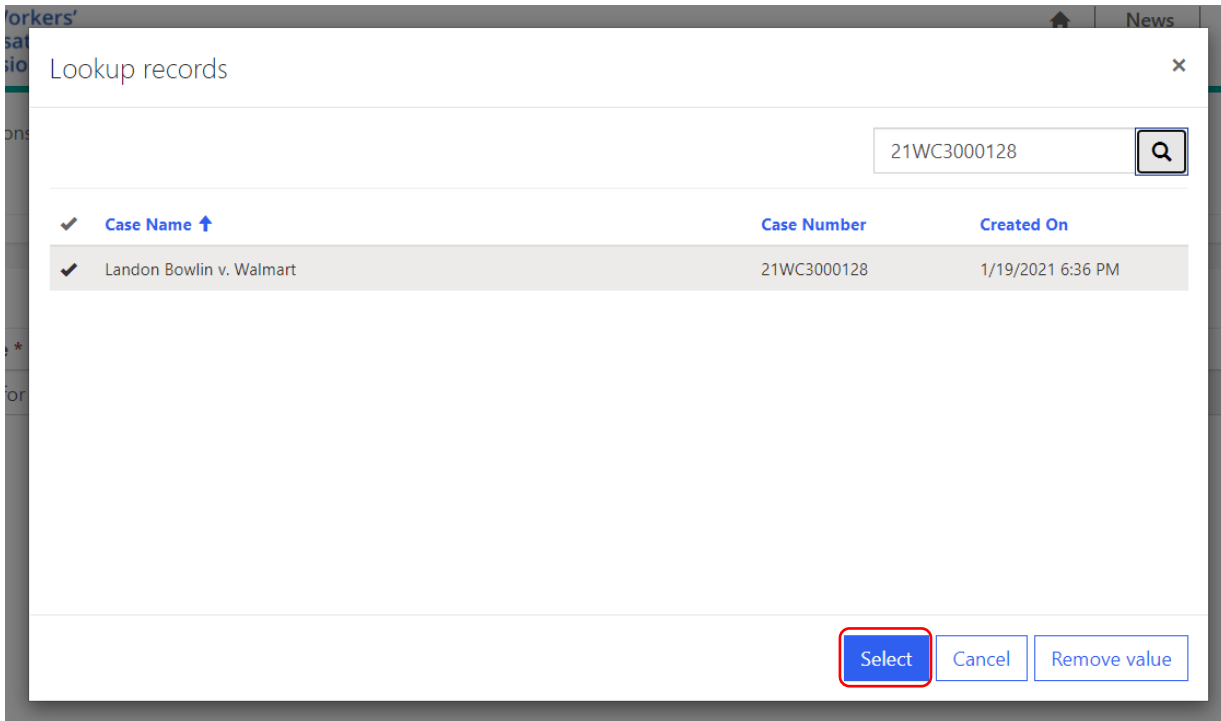 News
Lookup records
21WC3000128
Case Name Case Number Created On
Landon Bowlin v. Walmart 21WC3000128 1/19/2021 6:36 PM
for
Select Cancel Remove value